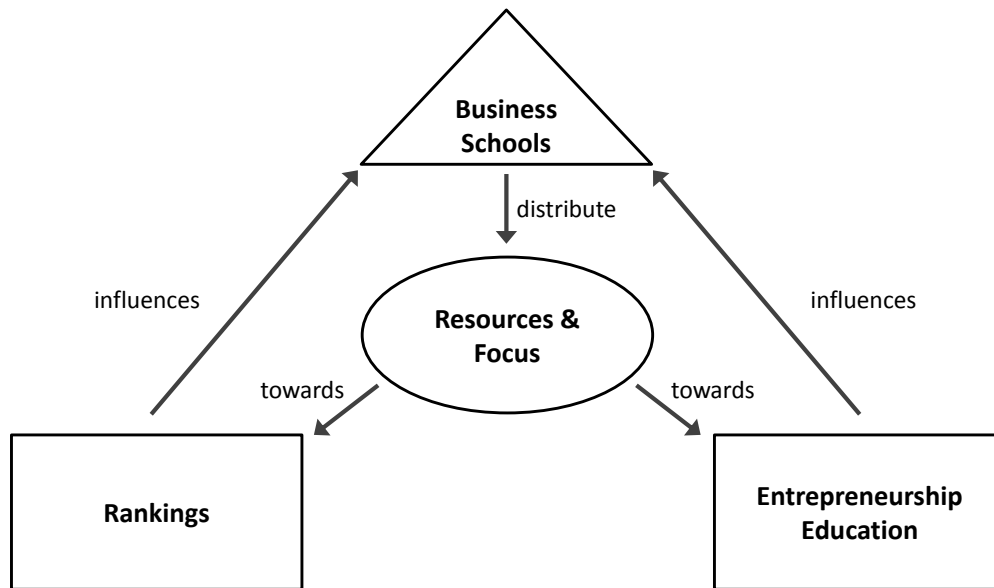 Business
Schools
distribute
influences
influences
Resources &
Focus
towards
towards
Rankings
Entrepreneurship
Education